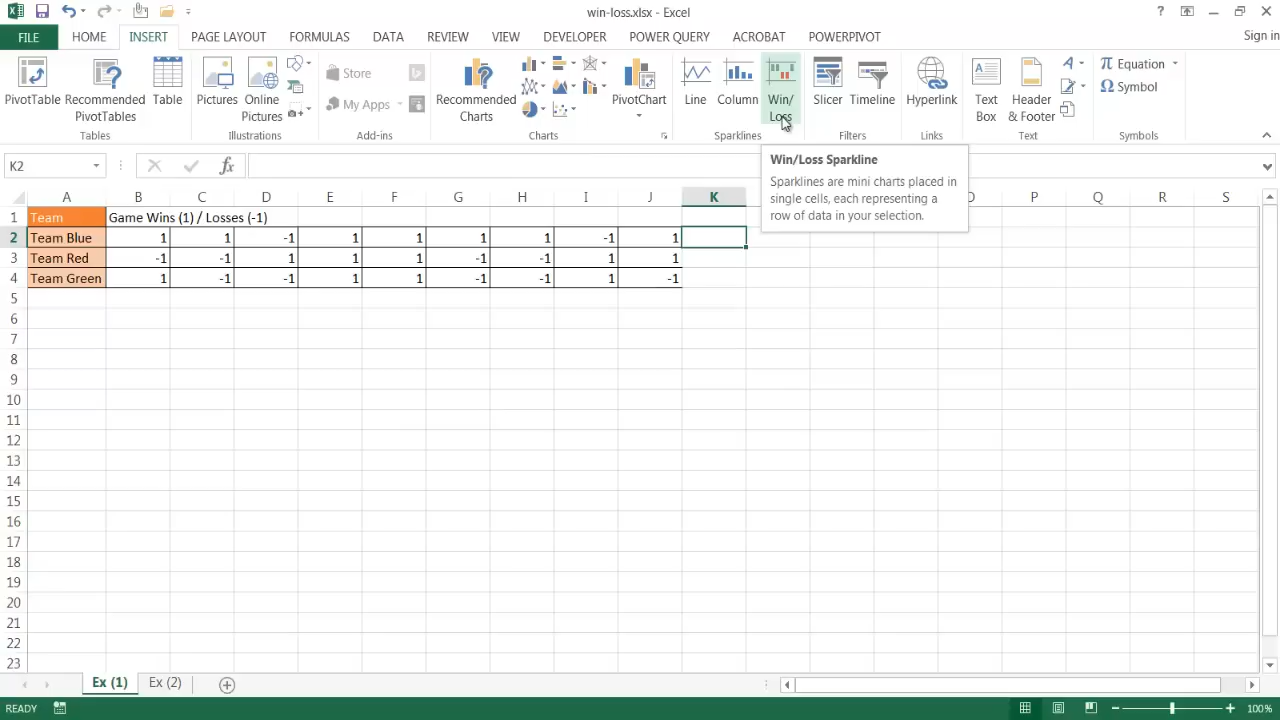 win-loss.xlsx - Excel
?
FILE HOME INSERT PAGE LAYOUT FORMULAS DATA REVIEW VIEW DEVELOPER POWER QUERY ACROBAT POWERPIVOT Sign in
PivotTable Recommended PivotTables Table
Tables
Pictures Online Pictures
Illustrations
Store
My Apps
Add-ins
Recommended Charts
PivotChart
Charts
Line Column Win/ Loss
Sparklines
Slicer Timeline
Filters
Hyperlink
Links
Text Box Header & Footer
Text
π Equation
Ω Symbol
Symbols
K2 fx
Win/Loss Sparkline
Sparklines are mini charts placed in
single cells, each representing a
row of data in your selection.
A B C D E F G H I J K P Q R S
1 Team Game Wins (1) / Losses (-1)
2 Team Blue 1 1 -1 1 1 1 1 -1 1
3 Team Red -1 -1 1 1 1 -1 -1 1 1
4 Team Green 1 -1 -1 1 1 -1 -1 1 -1
5
6
7
8
9
10
11
12
13
14
15
16
17
18
19
20
21
22
23
Ex (1) Ex (2)
READY 100%